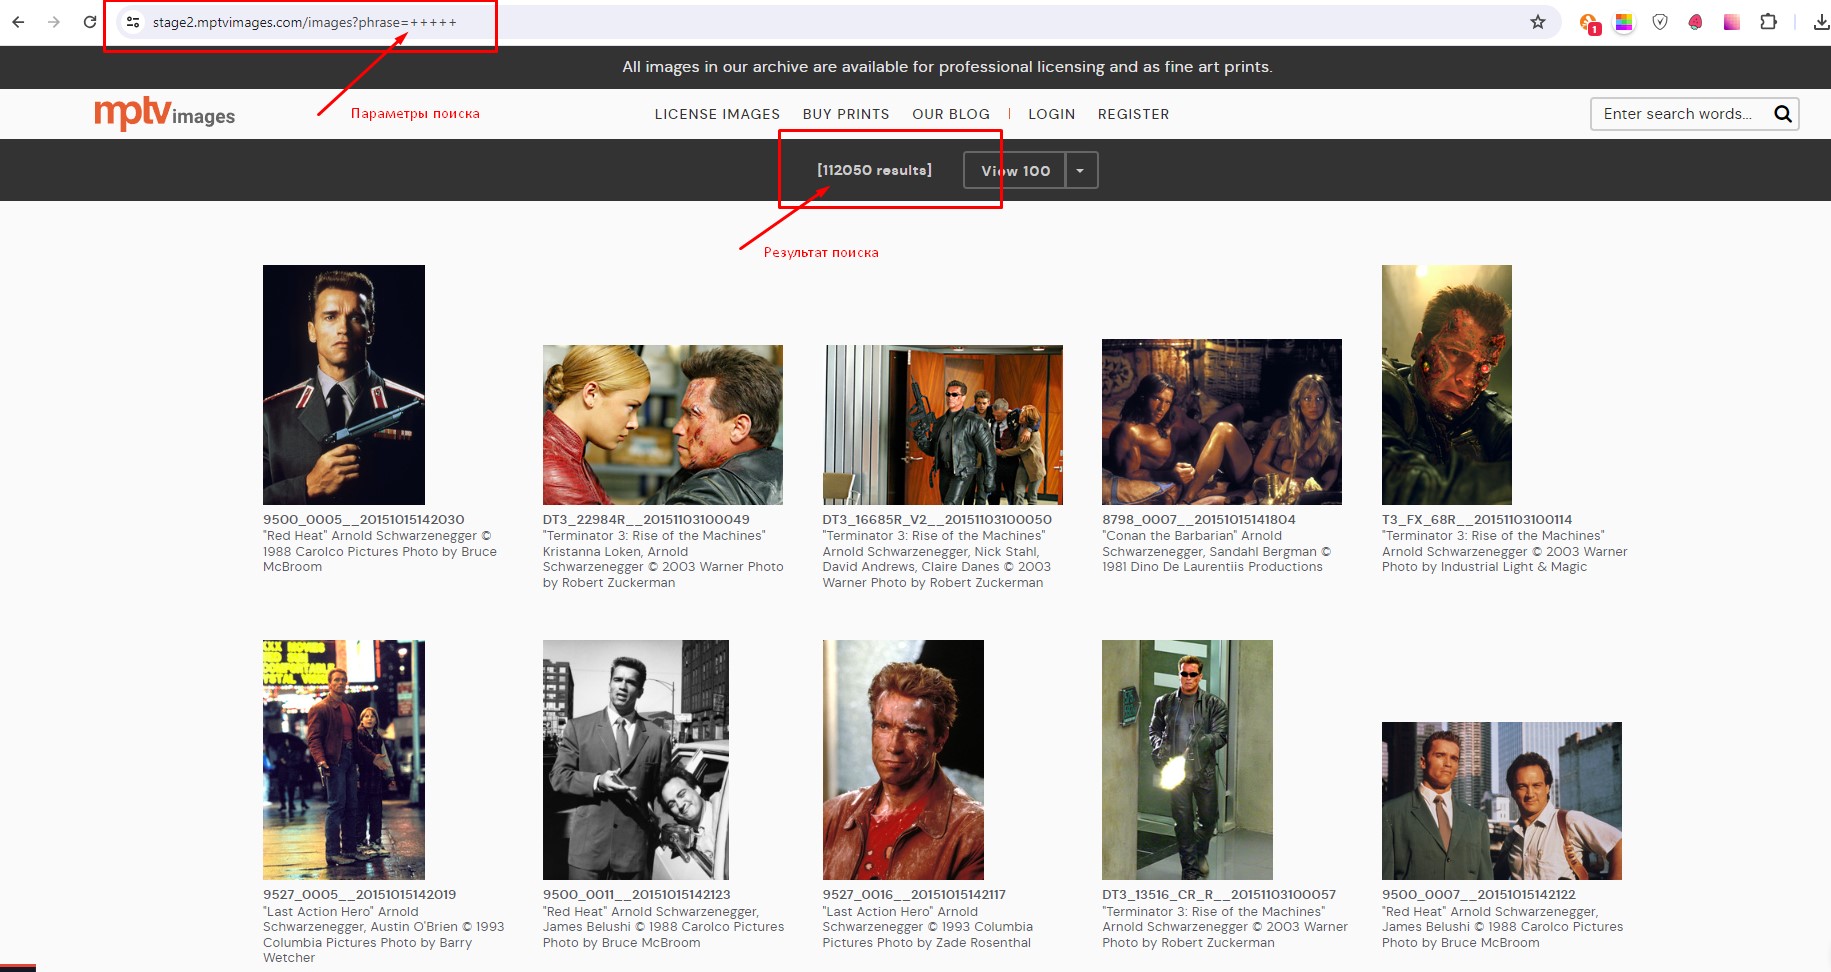 stage2.mptvimages.com/images?phrase=+++++
1
All images in our archive are available for professional licensing and as fine art prints.
Параметры поиска
mptvimages
LICENSE IMAGES BUY PRINTS OUR BLOG | LOGIN REGISTER
Enter search words...
[112050 results]
View 100
Результат поиска
9500_0005__20151015142030
"Red Heat" Arnold Schwarzenegger ©
1988 Carolco Pictures Photo by Bruce
McBroom
DT3_22984R__20151103100049
"Terminator 3: Rise of the Machines"
Kristanna Loken, Arnold
Schwarzenegger © 2003 Warner Photo
by Robert Zuckerman
DT3_16685R_V2__20151103100050
"Terminator 3: Rise of the Machines"
Arnold Schwarzenegger, Nick Stahl,
David Andrews, Claire Danes © 2003
Warner Photo by Robert Zuckerman
8798_0007__20151015141804
"Conan the Barbarian" Arnold
Schwarzenegger, Sandahl Bergman ©
1981 Dino De Laurentiis Productions
T3_FX_68R__20151103100114
"Terminator 3: Rise of the Machines"
Arnold Schwarzenegger © 2003 Warner
Photo by Industrial Light & Magic
9527_0005__20151015142019
"Last Action Hero" Arnold
Schwarzenegger, Austin O'Brien © 1993
Columbia Pictures Photo by Barry
Wetcher
9500_0011__20151015142123
"Red Heat" Arnold Schwarzenegger,
James Belushi © 1988 Carolco Pictures
Photo by Bruce McBroom
9527_0016__20151015142117
"Last Action Hero" Arnold
Schwarzenegger © 1993 Columbia
Pictures Photo by Zade Rosenthal
DT3_13516_CR_R__20151103100057
"Terminator 3: Rise of the Machines"
Arnold Schwarzenegger © 2003 Warner
Photo by Robert Zuckerman
9500_0007__20151015142122
"Red Heat" Arnold Schwarzenegger,
James Belushi © 1988 Carolco Pictures
Photo by Bruce McBroom